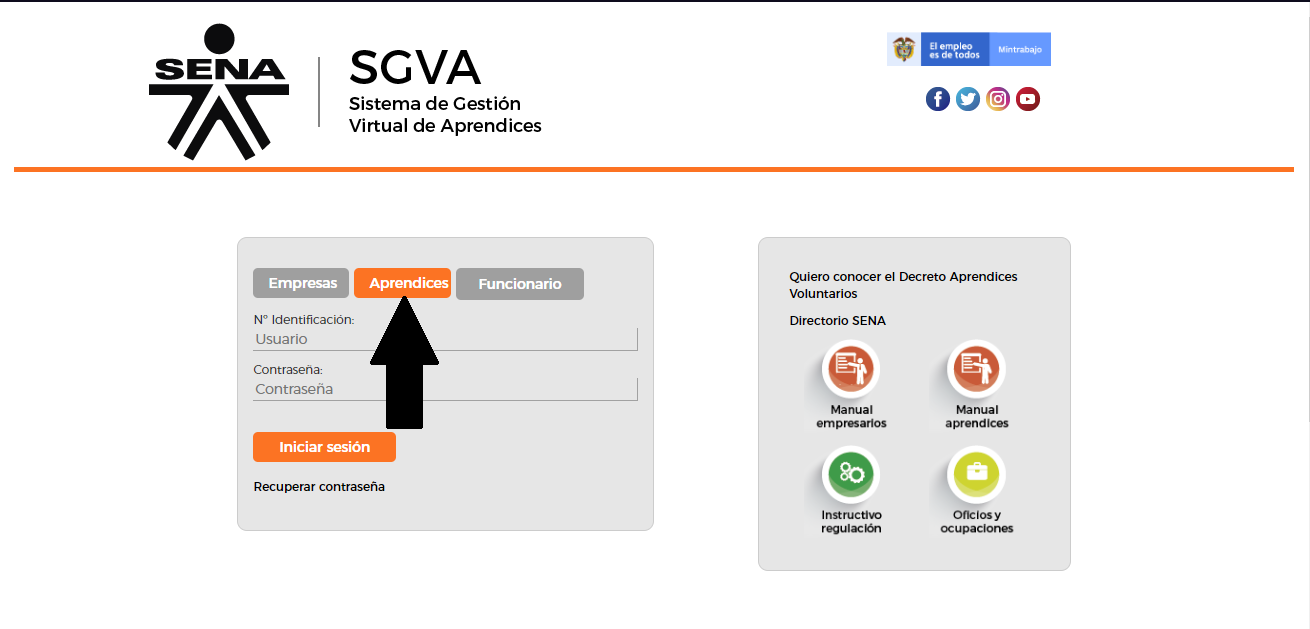 SENA
SGVA
Sistema de Gestión
Virtual de Aprendices
El empleo
es de todos
Mintrabajo
Empresas
Aprendices
Funcionario
N° Identificación:
Usuario
Contraseña:
Contraseña
Iniciar sesión
Recuperar contraseña
Quiero conocer el Decreto Aprendices
Voluntarios
Directorio SENA
Manual
empresarios
Manual
aprendices
Instructivo
regulación
Oficios y
ocupaciones